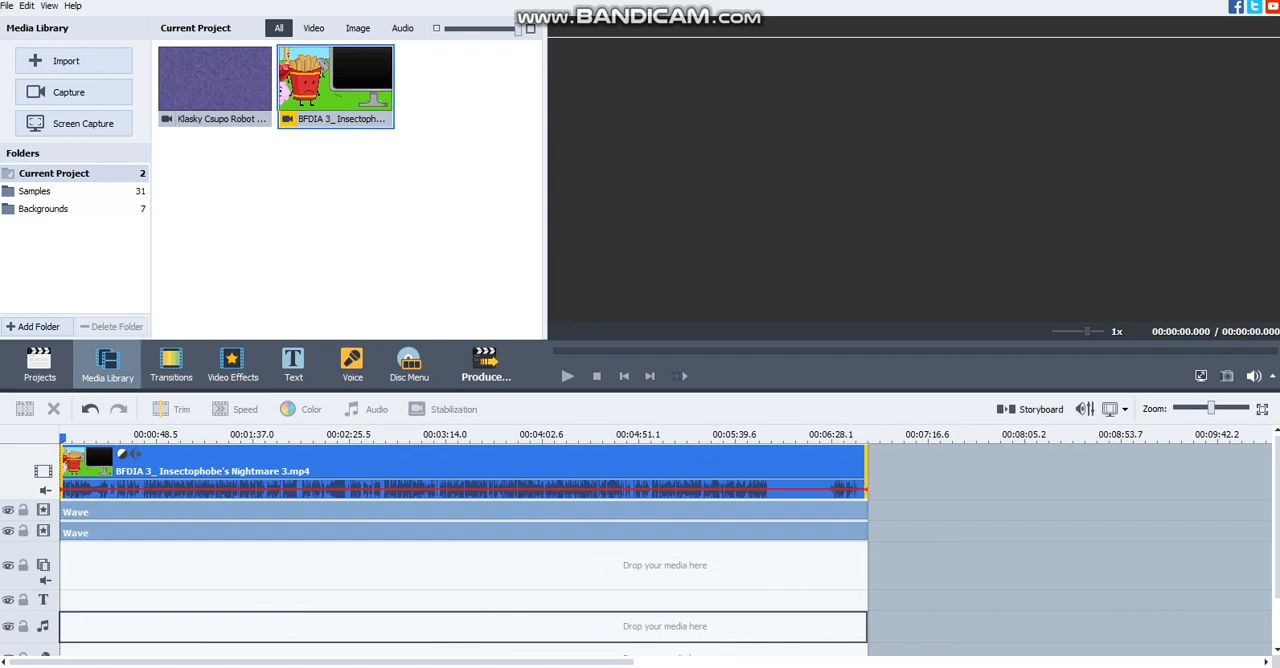 File Edit View Help
www.BANDICAM.com
Media Library
Current Project
All Video Image Audio
Import
Capture
Screen Capture
Klasky Csupo Robot ...
BFDIA 3_ Insectoph...
Folders
Current Project 2
Samples 31
Backgrounds 7
Add Folder
Delete Folder
1x
00:00:00.000 / 00:00:00.000
Projects
Media Library
Transitions
Video Effects
Text
Voice
Disc Menu
Produce...
Trim
Speed
Color
Audio
Stabilization
Storyboard
Zoom:
00:00:48.5 00:01:37.0 00:02:25.5 00:03:14.0 00:04:02.6 00:04:51.1 00:05:39.6 00:06:28.1 00:07:16.6 00:08:05.2 00:08:53.7 00:09:42.2
BFDIA 3_ Insectophobe's Nightmare 3.mp4
Wave
Wave
Drop your media here
T
Drop your media here